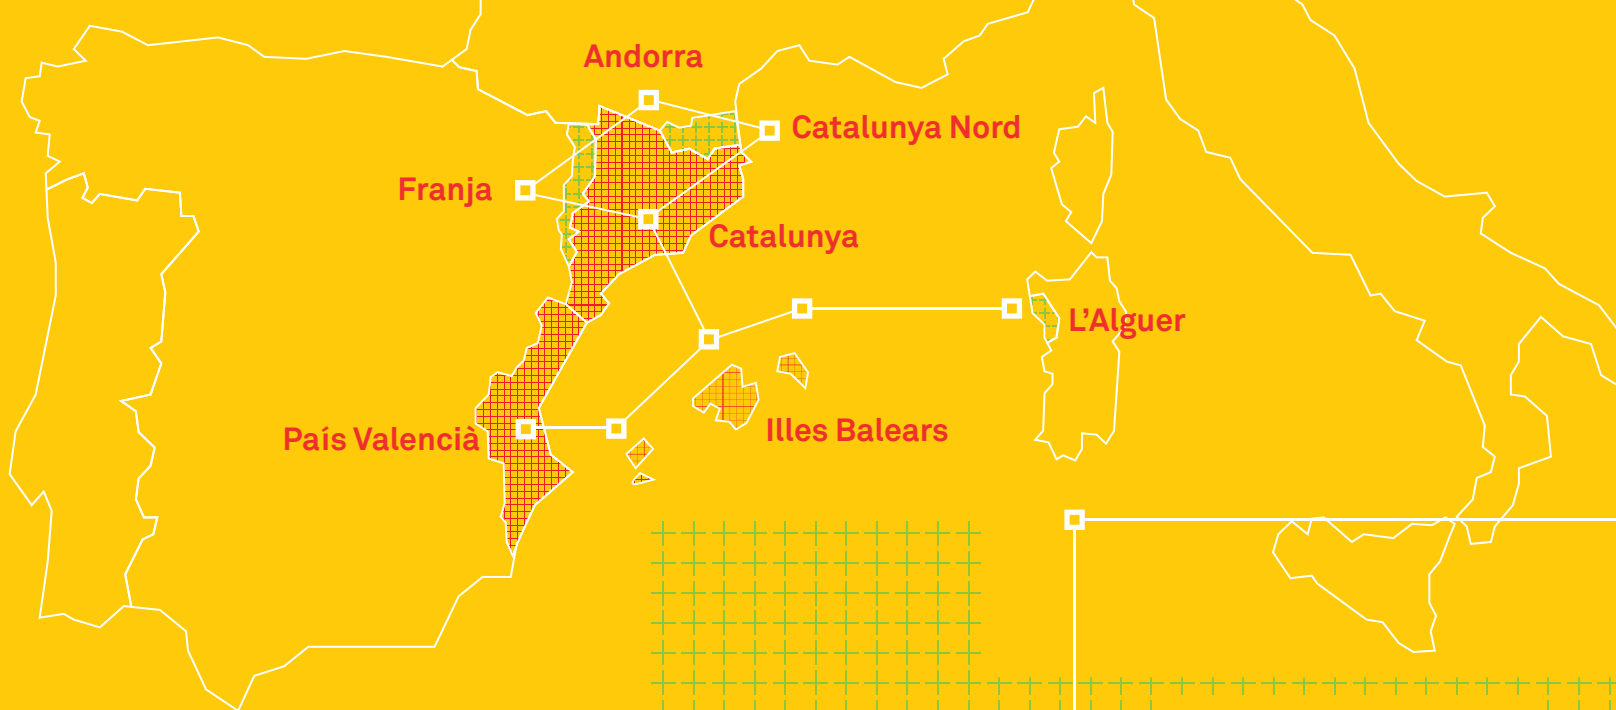 Andorra
Catalunya Nord
Franja
Catalunya
L'Alguer
País Valencià
Illes Balears